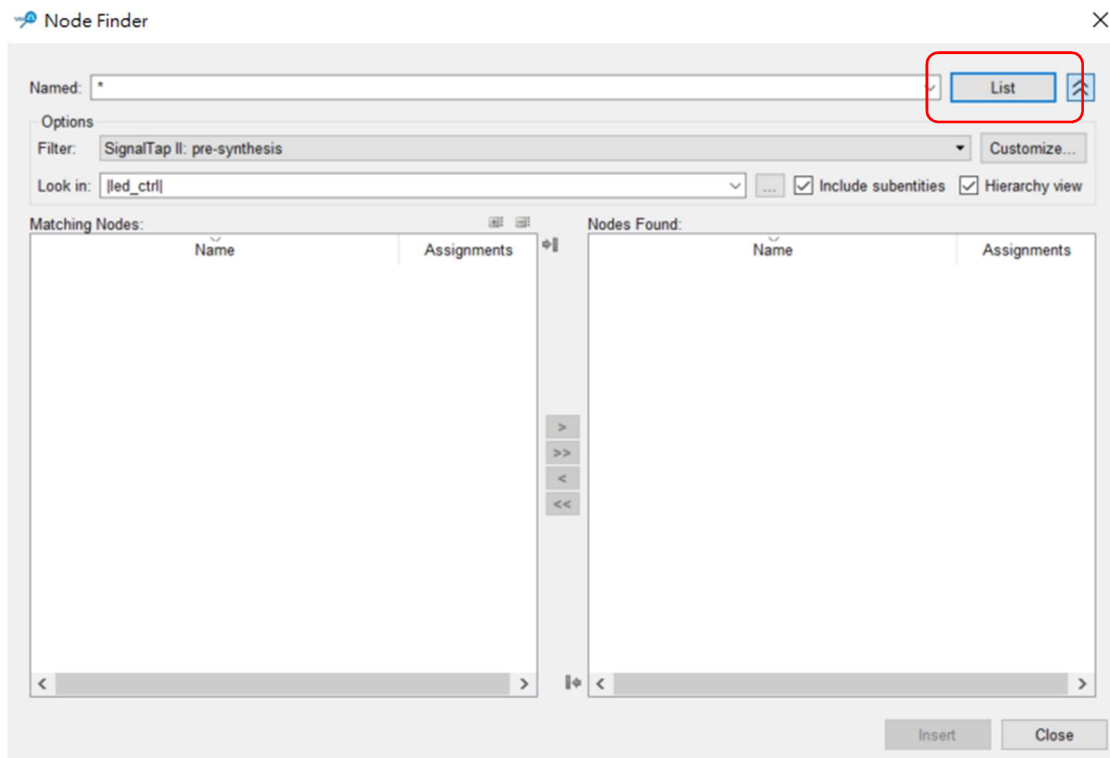 Node Finder
Named: * List
Options
Filter: SignalTap II: pre-synthesis Customize...
Look in: |led_ctrl| ... Include subentities Hierarchy view
Matching Nodes: Nodes Found:
Name Assignments Name Assignments
>
>>
<
<<
Insert Close